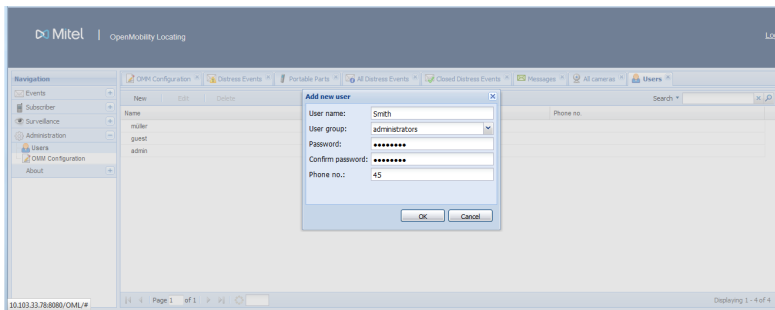 Mitel | OpenMobility Locating
Navigation
Events
Subscriber
Surveillance
Administration
Users
OMM Configuration
About
OMM Configuration Distress Events Portable Parts All Distress Events Closed Distress Events Messages All cameras Users
New Edit Delete Search
Name Phone no.
müller
guest
admin
Add new user
User name: Smith
User group: administrators
Password: ••••••••
Confirm password: ••••••••
Phone no.: 45
OK Cancel
10.103.33.78:8080/OML/#
Page 1 of 1
Displaying 1 - 4 of 4